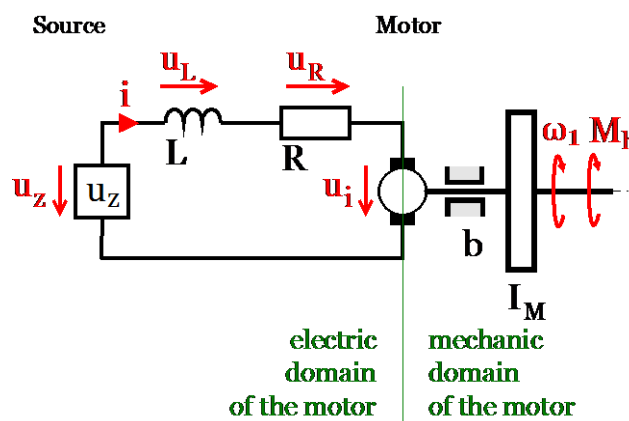 Source
Motor
u_L
u_R
i
L
R
u_z
u_z
u_i
b
ω_1
M_h
I_M
electric
domain
of the motor
mechanic
domain
of the motor